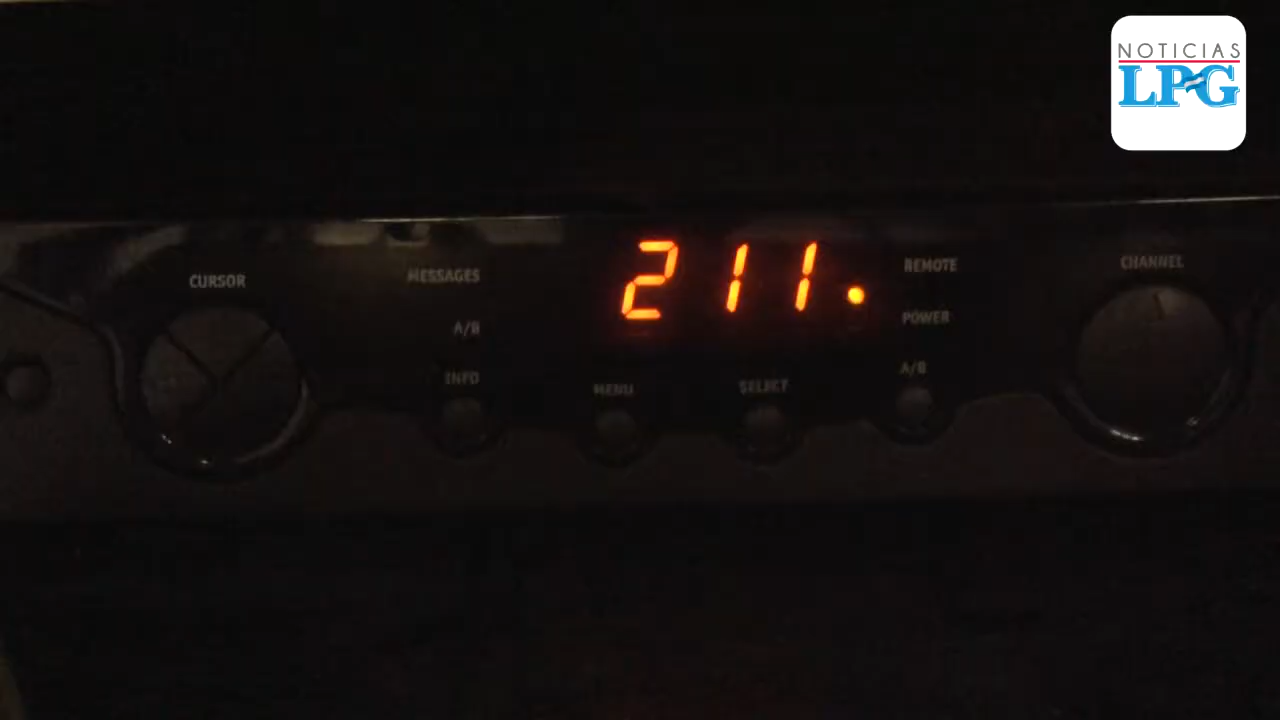 NOTICIAS
LPG
CURSOR
MESSAGES
A/B
INFO
211.
MENU
SELECT
REMOTE
POWER
A/B
CHANNEL